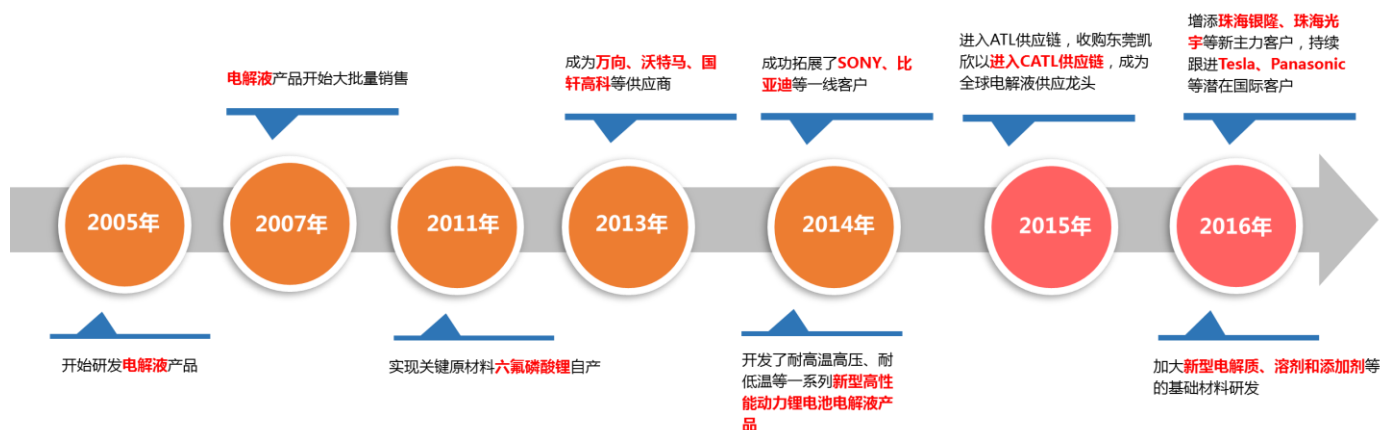 电解液产品开始大批量销售
成为万向、沃特马、国
轩高科等供应商
成功拓展了SONY、比
亚迪等一线客户
进入ATL供应链，收购东莞凯
欣以进入CATL供应链，成为
全球电解液供应龙头
增添珠海银隆、珠海光
宇等新主力客户，持续
跟进Tesla、Panasonic
等潜在国际客户
2005年
2007年
2011年
2013年
2014年
2015年
2016年
开始研发电解液产品
实现关键原材料六氟磷酸锂自产
开发了耐高温高压、耐
低温等一系列新型高性
能动力锂电池电解液产
品
加大新型电解质、溶剂和添加剂等
的基础材料研发